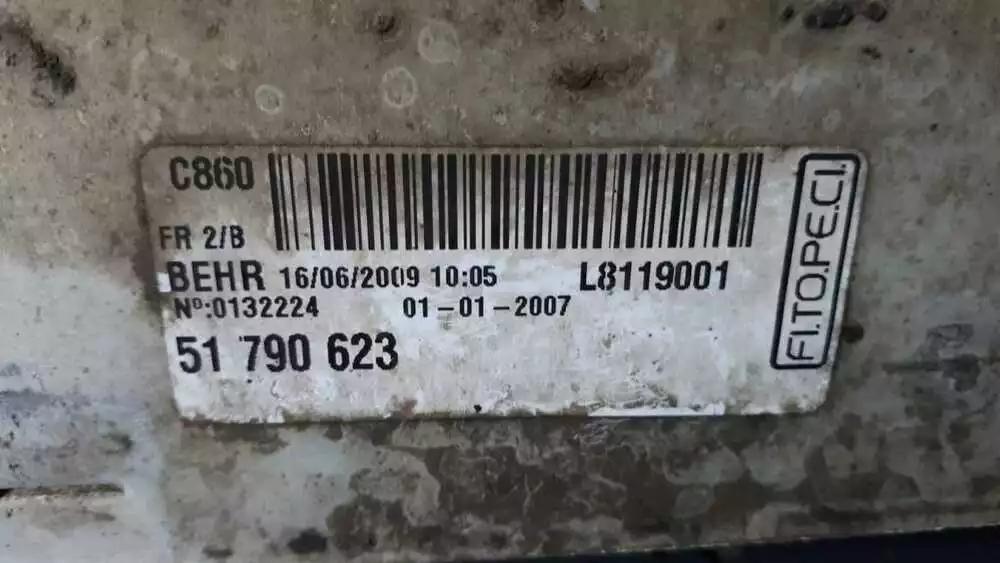 C860
FR 2/B
BEHR 16/06/2009 10:05 L8119001
Nº:0132224 01-01-2007
51 790 623
FI.TO.PE.CI.